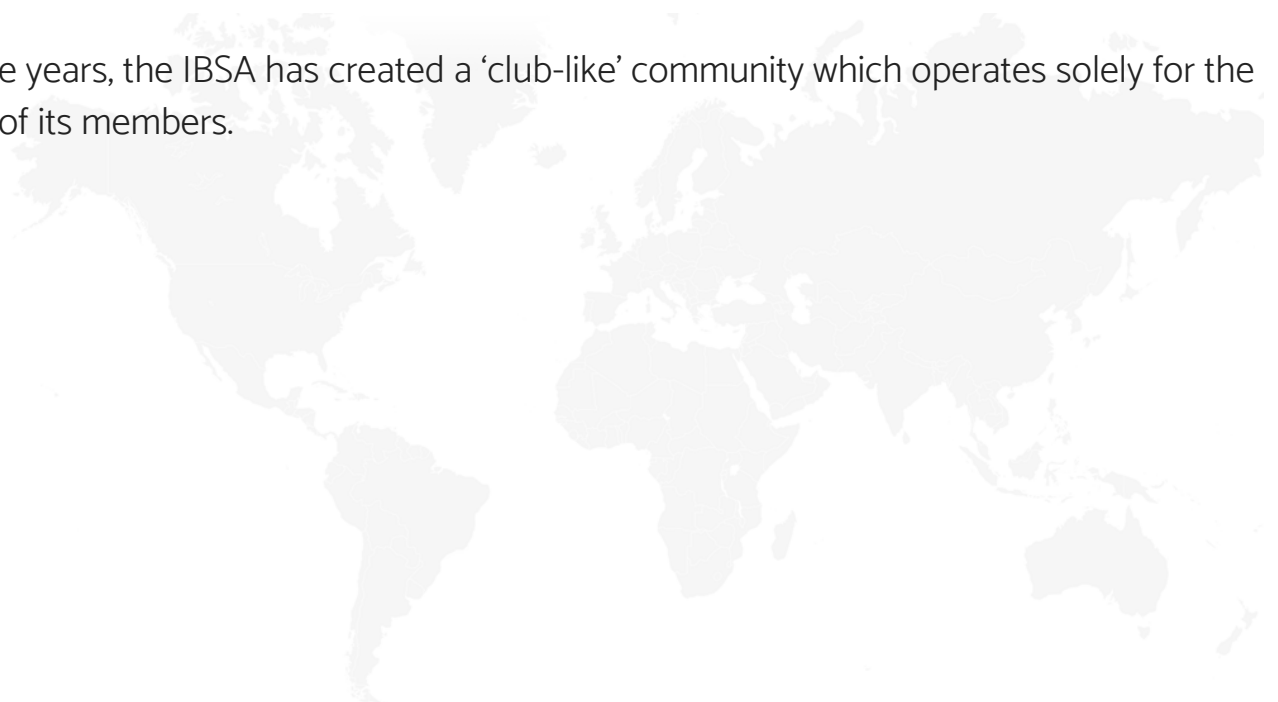 e years, the IBSA has created a ‘club-like’ community which operates solely for the
of its members.